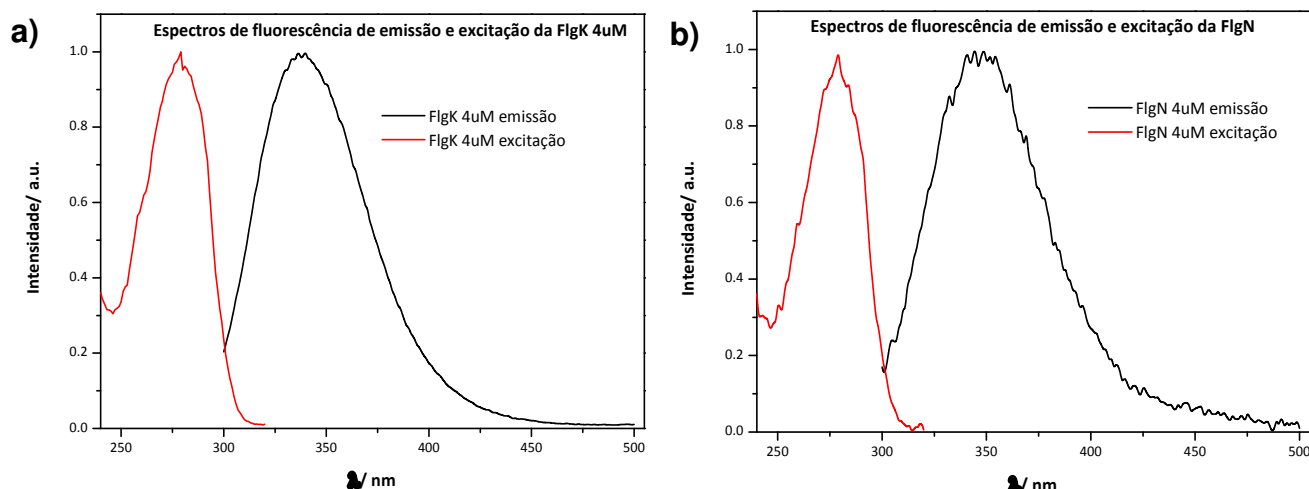 a)
Espectros de fluorescência de emissão e excitação da FlgK 4uM
FlgK 4uM emissão
FlgK 4uM excitação
Intensidade/ a.u.
1.0
0.8
0.6
0.4
0.2
0.0
250 300 350 400 450 500
/ nm
b)
Espectros de fluorescência de emissão e excitação da FlgN
FlgN 4uM emissão
FlgN 4uM excitação
Intensidade/ a.u.
1.0
0.8
0.6
0.4
0.2
0.0
250 300 350 400 450 500
/ nm